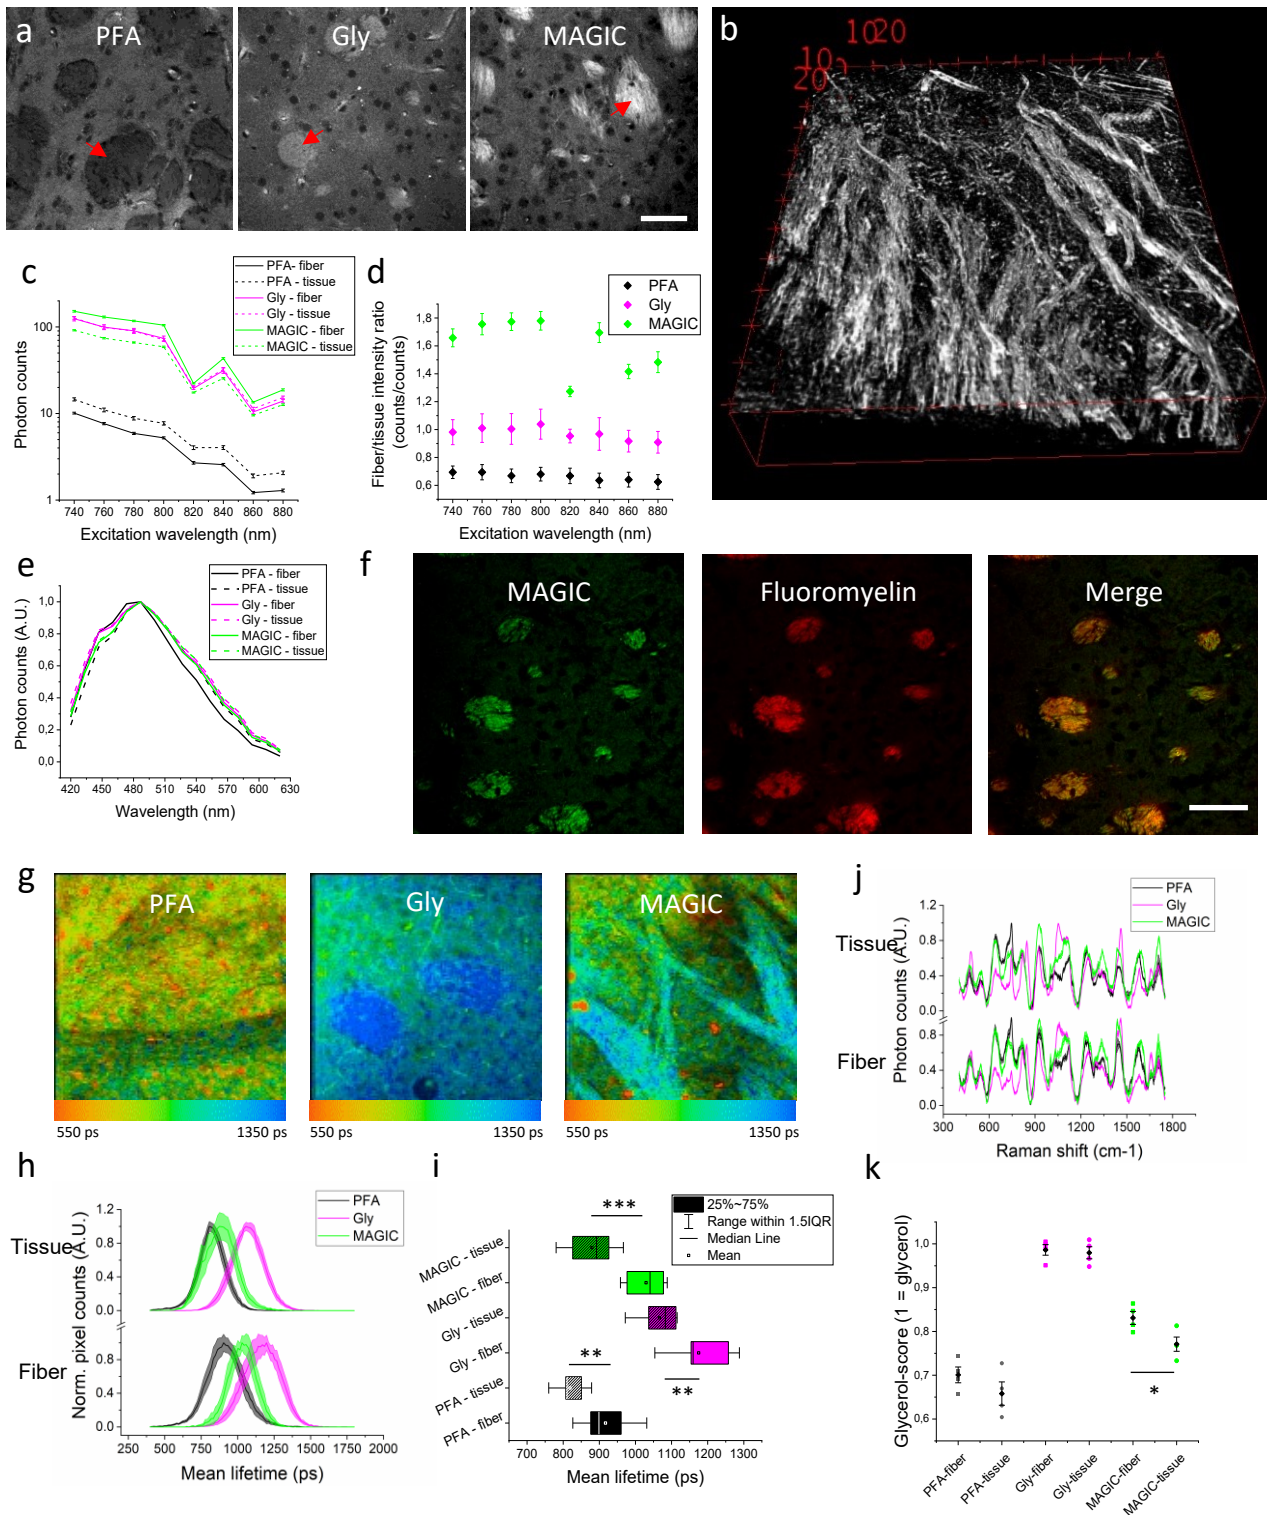 a
PFA
Gly
MAGIC
b
10 20
10
20
c
PFA- fiber
PFA - tissue
Gly - fiber
Gly - tissue
MAGIC - fiber
MAGIC - tissue
100
10
1
Photon counts
740 760 780 800 820 840 860 880
Excitation wavelength (nm)
d
PFA
Gly
MAGIC
1,8
1,6
1,4
1,2
1,0
0,8
0,6
Fiber/tissue intensity ratio
(counts/counts)
740 760 780 800 820 840 860 880
Excitation wavelength (nm)
e
PFA - fiber
PFA - tissue
Gly - fiber
Gly - tissue
MAGIC - fiber
MAGIC - tissue
1,0
0,8
0,6
0,4
0,2
0,0
Photon counts (A.U.)
420 450 480 510 540 570 600 630
Wavelength (nm)
f
MAGIC
Fluoromyelin
Merge
g
PFA
Gly
MAGIC
550 ps 1350 ps
550 ps 1350 ps
550 ps 1350 ps
h
PFA
Gly
MAGIC
Tissue
Fiber
1.2
0.8
0.4
0.0
1.2
0.8
0.4
0.0
Norm. pixel counts (A.U.)
250 500 750 1000 1250 1500 1750 2000
Mean lifetime (ps)
i
25%~75%
Range within 1.5IQR
Median Line
Mean
***
**
**
MAGIC - tissue
MAGIC - fiber
Gly - tissue
Gly - fiber
PFA - tissue
PFA - fiber
700 800 900 1000 1100 1200 1300
Mean lifetime (ps)
j
PFA
Gly
MAGIC
Tissue
Fiber
1.2
0.8
0.4
0.0
0.8
0.4
0.0
Photon counts (A.U.)
300 600 900 1200 1500 1800
Raman shift (cm-1)
k
1,0
0,9
0,8
0,7
0,6
Glycerol-score (1 = glycerol)
*
PFA-fiber
PFA-tissue
Gly-fiber
Gly-tissue
MAGIC-fiber
MAGIC-tissue